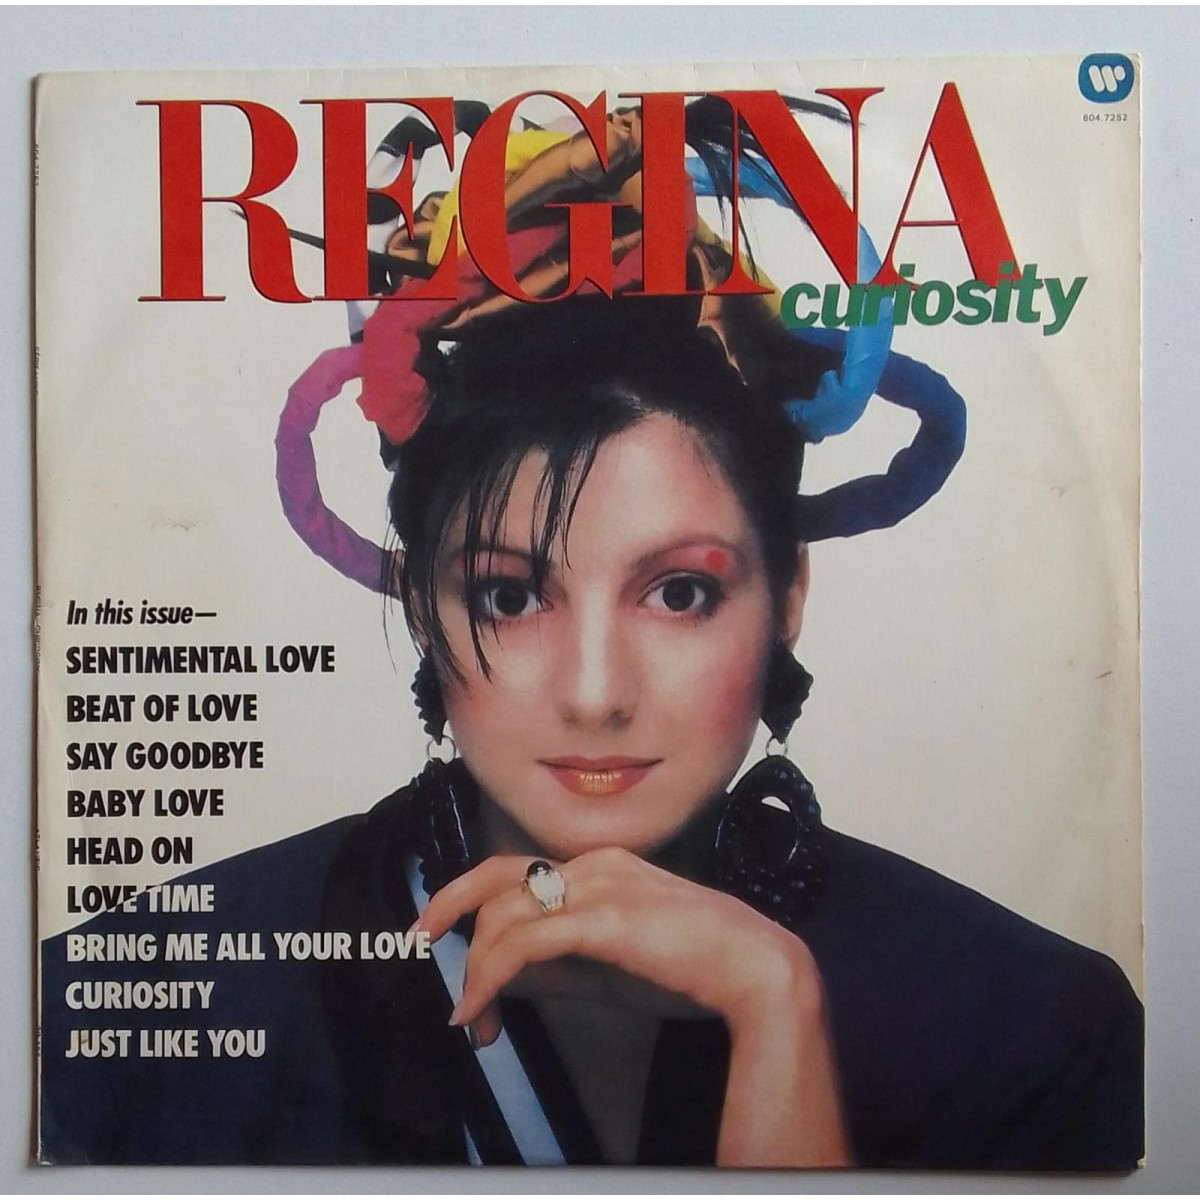 REGINA
curiosity
604.7252
In this issue—
SENTIMENTAL LOVE
BEAT OF LOVE
SAY GOODBYE
BABY LOVE
HEAD ON
LOVE TIME
BRING ME ALL YOUR LOVE
CURIOSITY
JUST LIKE YOU